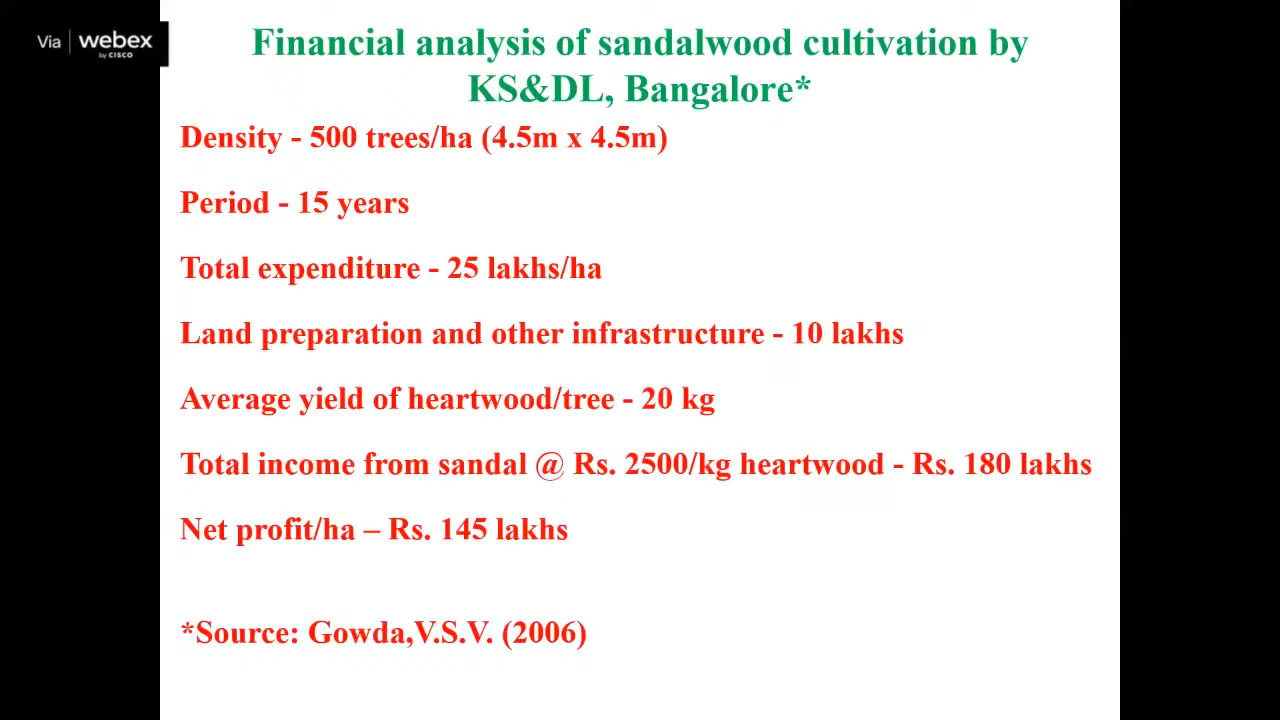 Via webex
by CISCO
Financial analysis of sandalwood cultivation by
KS&DL, Bangalore*
Density - 500 trees/ha (4.5m x 4.5m)
Period - 15 years
Total expenditure - 25 lakhs/ha
Land preparation and other infrastructure - 10 lakhs
Average yield of heartwood/tree - 20 kg
Total income from sandal @ Rs. 2500/kg heartwood - Rs. 180 lakhs
Net profit/ha – Rs. 145 lakhs
*Source: Gowda,V.S.V. (2006)